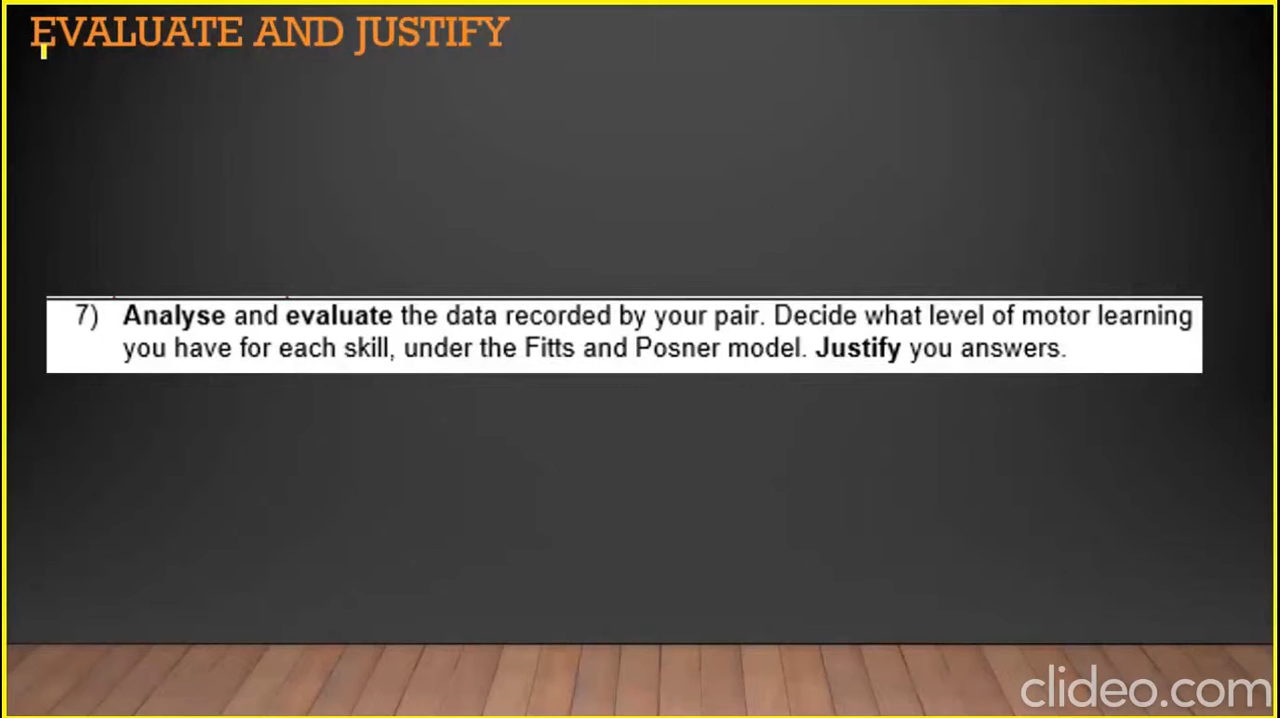 EVALUATE AND JUSTIFY
7) Analyse and evaluate the data recorded by your pair. Decide what level of motor learning
you have for each skill, under the Fitts and Posner model. Justify you answers.
clideo.com